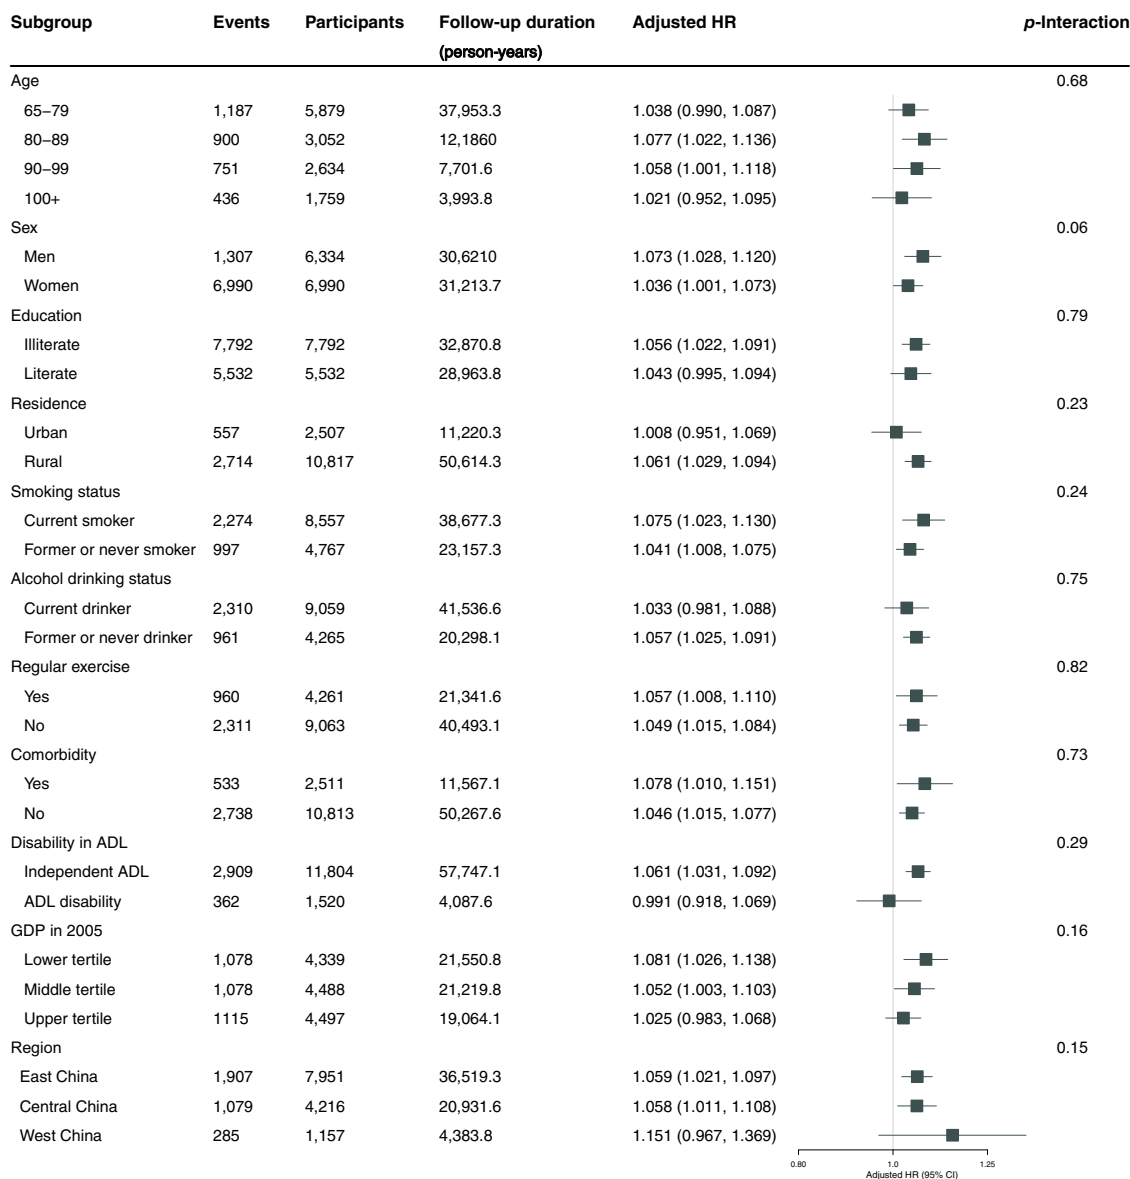 Subgroup Events Participants Follow-up duration Adjusted HR p-Interaction
(person-years)
Age 0.68
65–79 1,187 5,879 37,953.3 1.038 (0.990, 1.087)
80–89 900 3,052 12,1860 1.077 (1.022, 1.136)
90–99 751 2,634 7,701.6 1.058 (1.001, 1.118)
100+ 436 1,759 3,993.8 1.021 (0.952, 1.095)
Sex 0.06
Men 1,307 6,334 30,6210 1.073 (1.028, 1.120)
Women 6,990 6,990 31,213.7 1.036 (1.001, 1.073)
Education 0.79
Illiterate 7,792 7,792 32,870.8 1.056 (1.022, 1.091)
Literate 5,532 5,532 28,963.8 1.043 (0.995, 1.094)
Residence 0.23
Urban 557 2,507 11,220.3 1.008 (0.951, 1.069)
Rural 2,714 10,817 50,614.3 1.061 (1.029, 1.094)
Smoking status 0.24
Current smoker 2,274 8,557 38,677.3 1.075 (1.023, 1.130)
Former or never smoker 997 4,767 23,157.3 1.041 (1.008, 1.075)
Alcohol drinking status 0.75
Current drinker 2,310 9,059 41,536.6 1.033 (0.981, 1.088)
Former or never drinker 961 4,265 20,298.1 1.057 (1.025, 1.091)
Regular exercise 0.82
Yes 960 4,261 21,341.6 1.057 (1.008, 1.110)
No 2,311 9,063 40,493.1 1.049 (1.015, 1.084)
Comorbidity 0.73
Yes 533 2,511 11,567.1 1.078 (1.010, 1.151)
No 2,738 10,813 50,267.6 1.046 (1.015, 1.077)
Disability in ADL 0.29
Independent ADL 2,909 11,804 57,747.1 1.061 (1.031, 1.092)
ADL disability 362 1,520 4,087.6 0.991 (0.918, 1.069)
GDP in 2005 0.16
Lower tertile 1,078 4,339 21,550.8 1.081 (1.026, 1.138)
Middle tertile 1,078 4,488 21,219.8 1.052 (1.003, 1.103)
Upper tertile 1115 4,497 19,064.1 1.025 (0.983, 1.068)
Region 0.15
East China 1,907 7,951 36,519.3 1.059 (1.021, 1.097)
Central China 1,079 4,216 20,931.6 1.058 (1.011, 1.108)
West China 285 1,157 4,383.8 1.151 (0.967, 1.369)
0.80 1.0 1.25
Adjusted HR (95% CI)